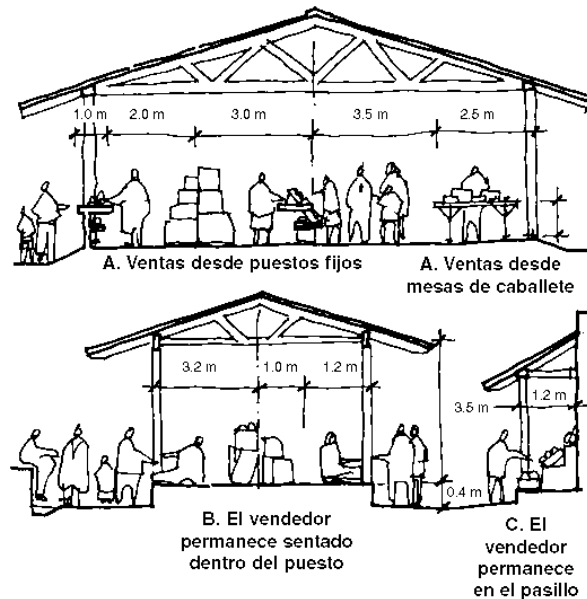 1.0 m 2.0 m 3.0 m 3.5 m 2.5 m
A. Ventas desde puestos fijos
A. Ventas desde
mesas de caballete
3.2 m 1.0 m 1.2 m
3.5 m
1.2 m
0.4 m
B. El vendedor
permanece sentado
dentro del puesto
C. El
vendedor
permanece
en el pasillo